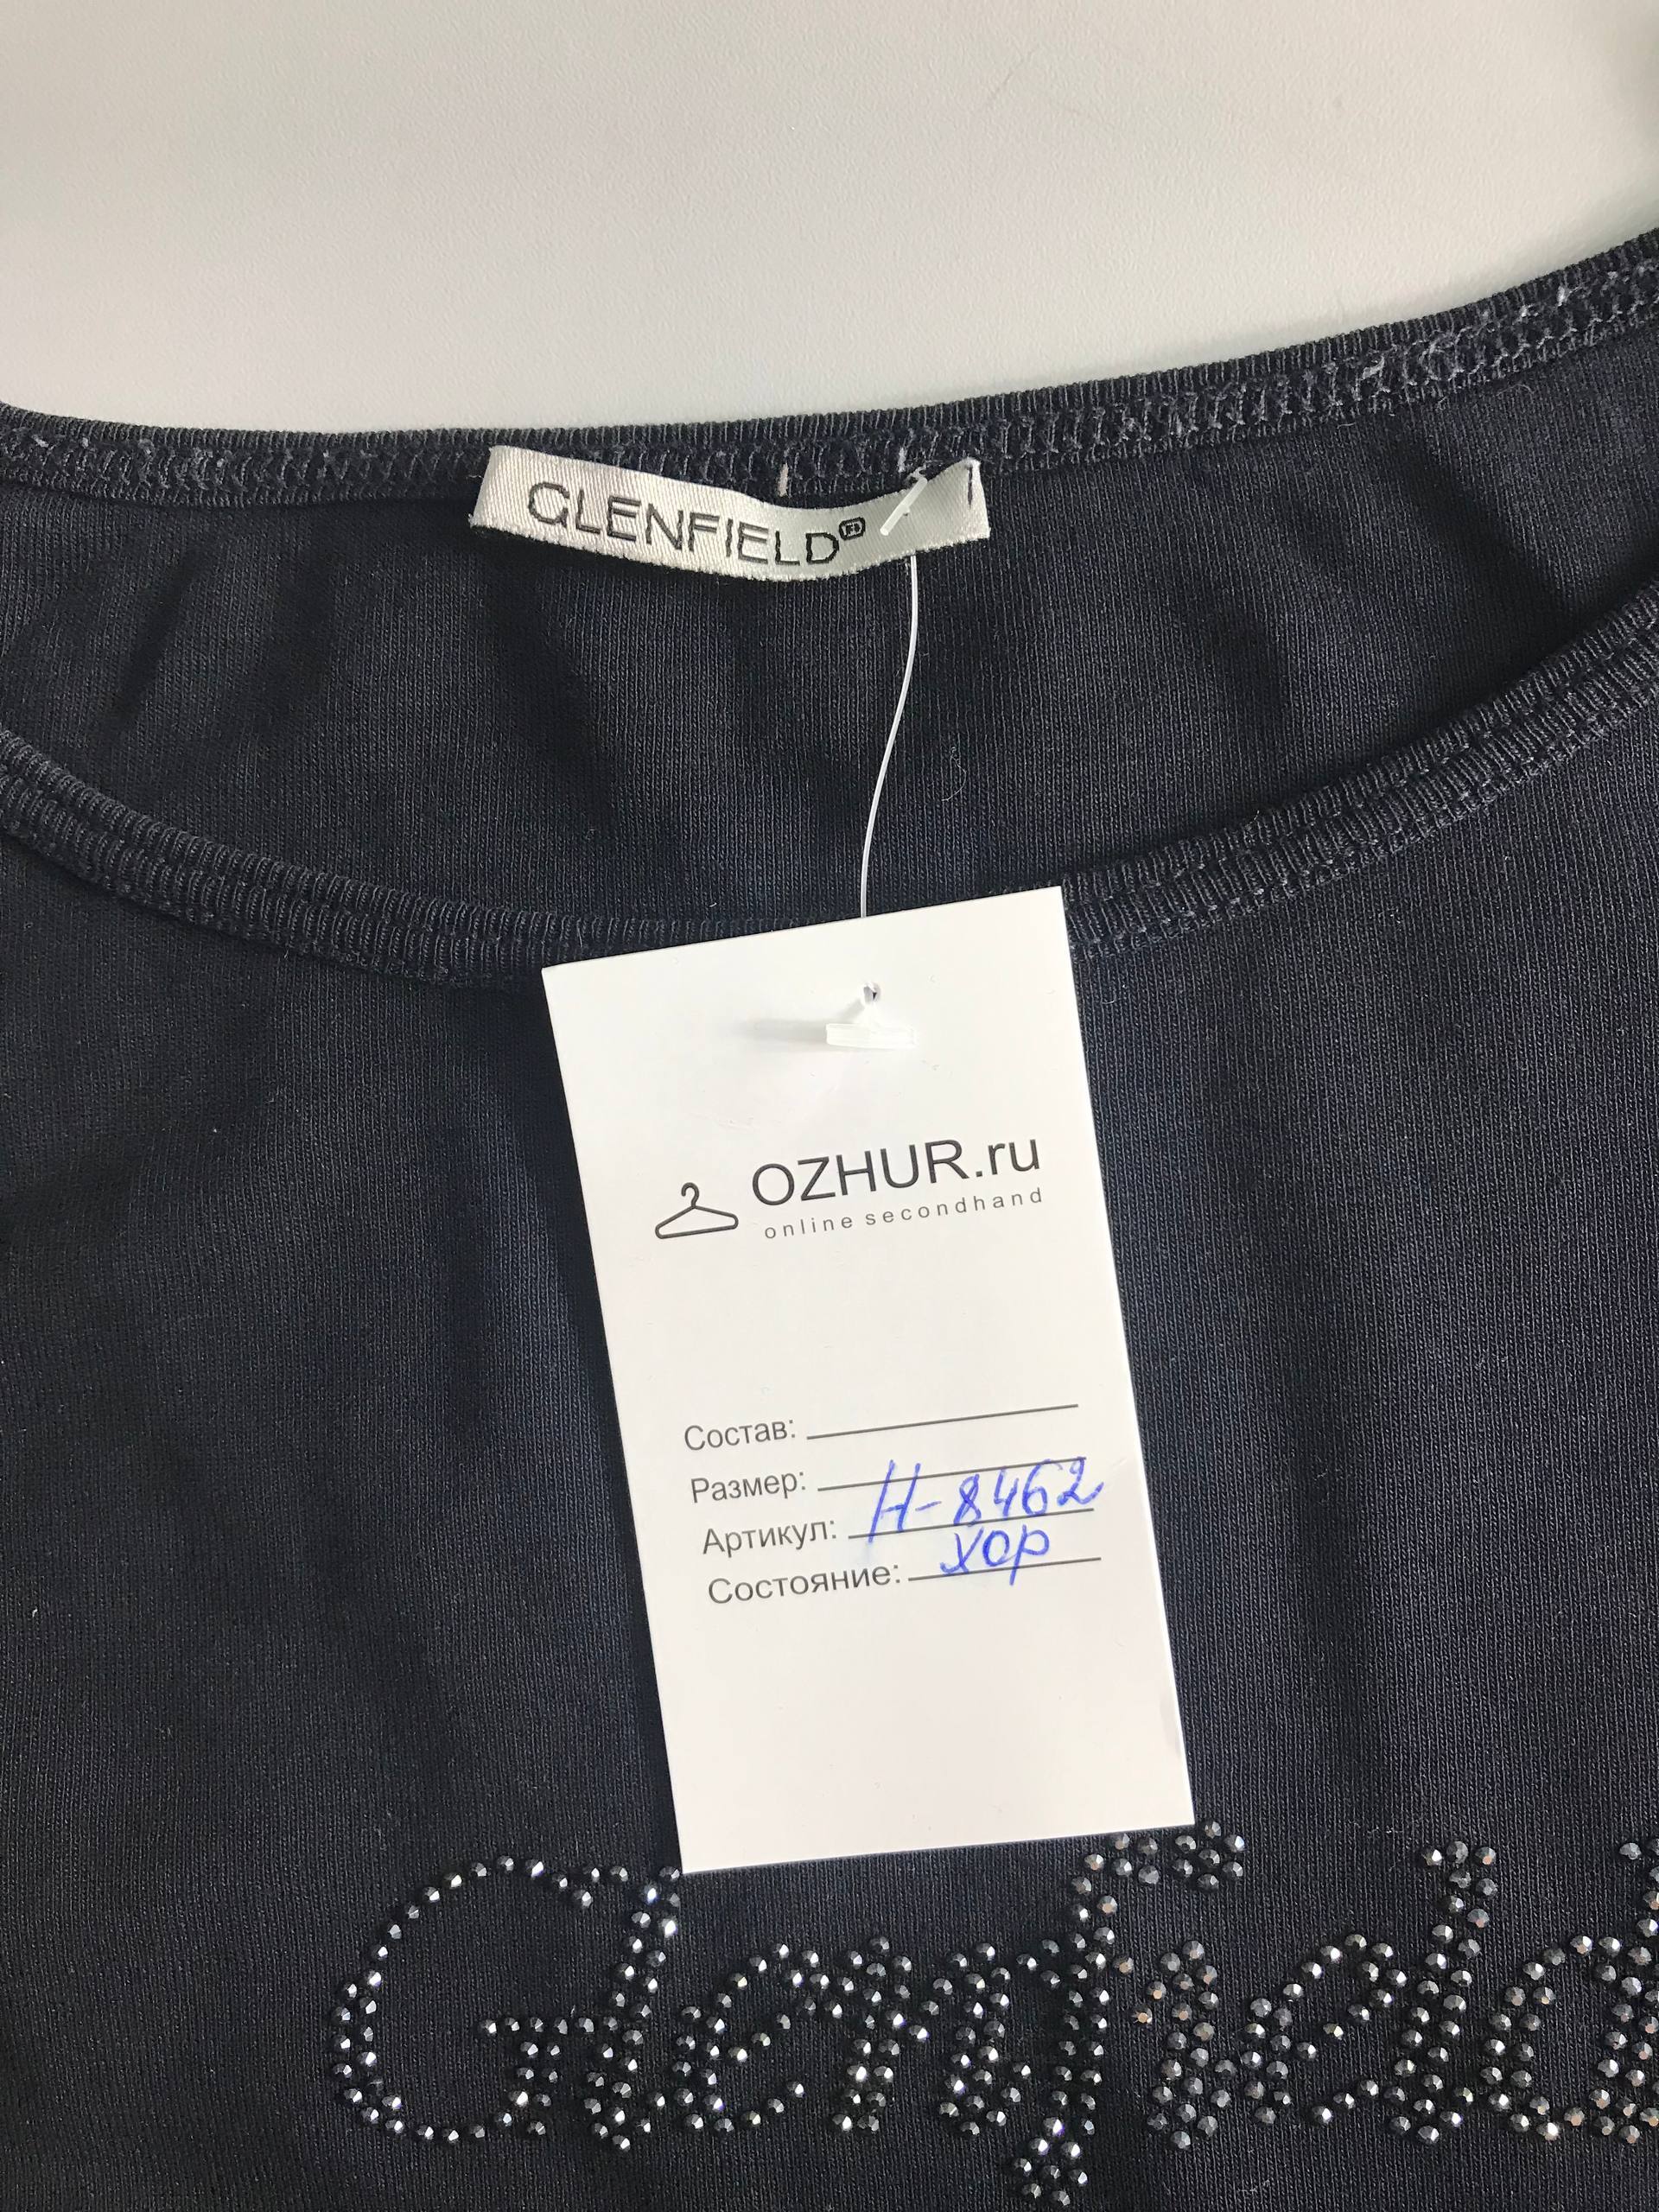 GLENFIELD®
OZHUR.ru
online secondhand
Состав:
Размер:
Артикул: Н-8462
Состояние: хор
Glenfield